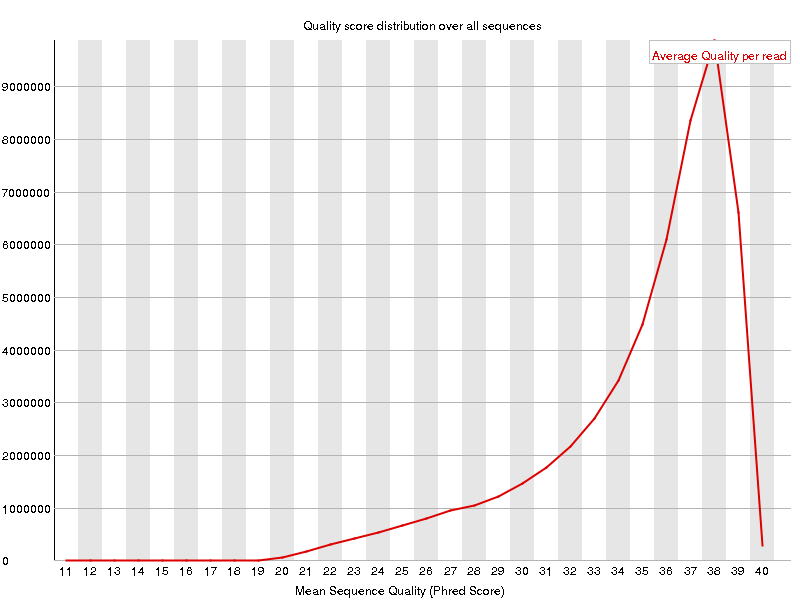 Quality score distribution over all sequences
Average Quality per read
9000000
8000000
7000000
6000000
5000000
4000000
3000000
2000000
1000000
0
11 12 13 14 15 16 17 18 19 20 21 22 23 24 25 26 27 28 29 30 31 32 33 34 35 36 37 38 39 40
Mean Sequence Quality (Phred Score)